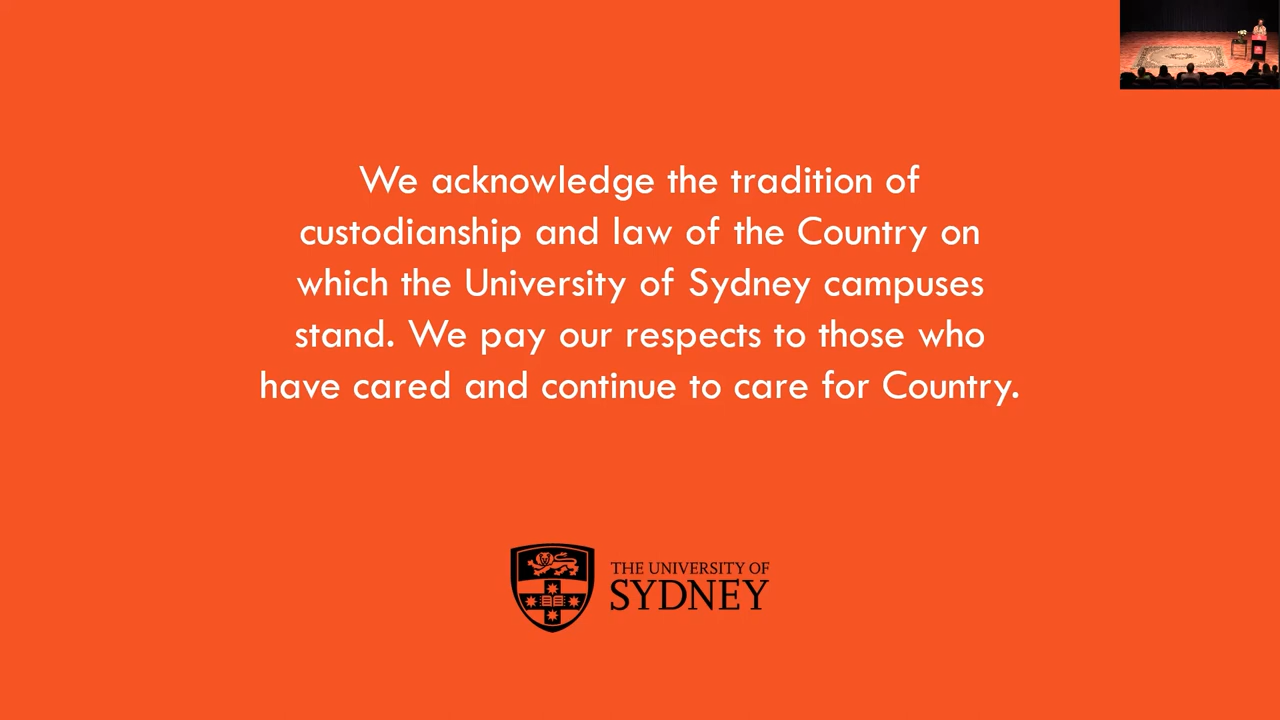 We acknowledge the tradition of
custodianship and law of the Country on
which the University of Sydney campuses
stand. We pay our respects to those who
have cared and continue to care for Country.
THE UNIVERSITY OF
SYDNEY